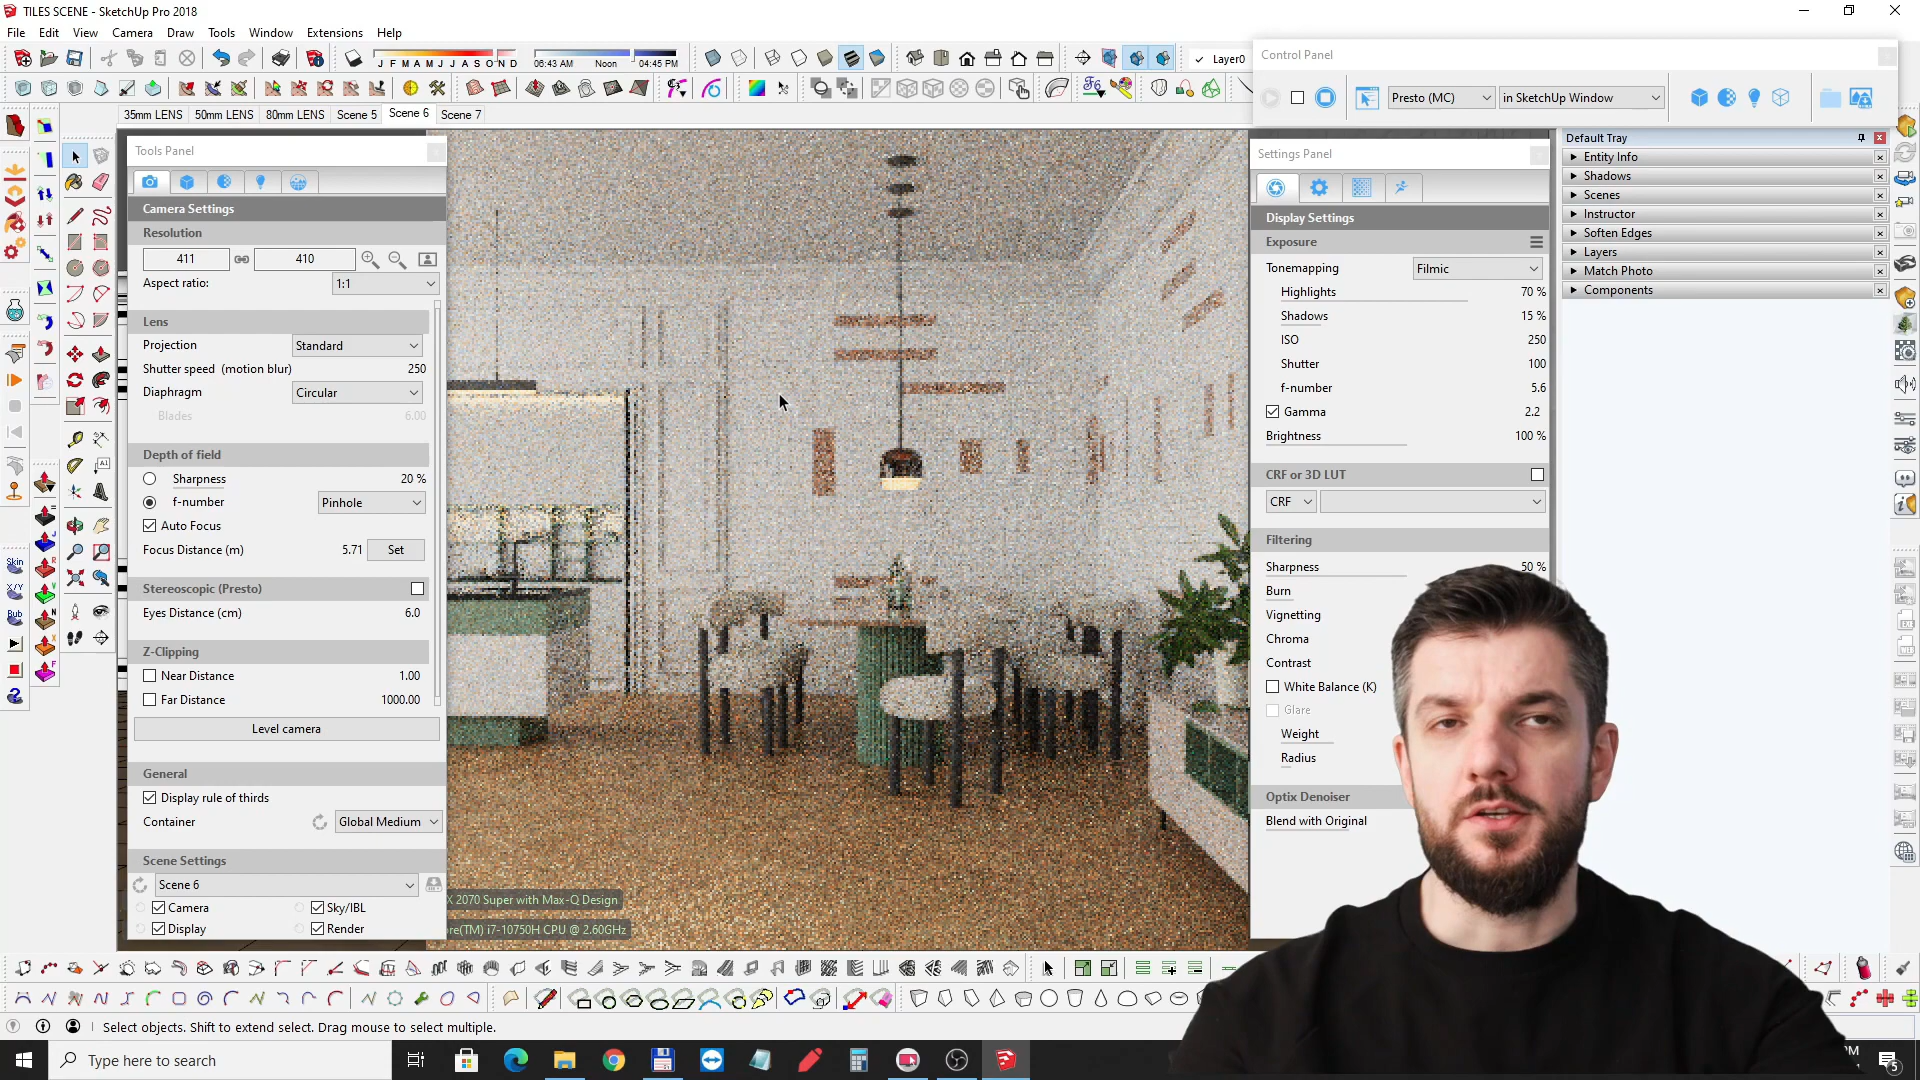 TILES SCENE - SketchUp Pro 2018
File Edit View Camera Draw Tools Window Extensions Help
J F M A M J J A S O N D
06:43 AM Noon 04:45 PM
Layer0
Control Panel
Presto (MC) in SketchUp Window
35mm LENS 50mm LENS 80mm LENS Scene 5 Scene 6 Scene 7
Tools Panel
Camera Settings
Resolution
411 410
Aspect ratio: 1:1
Lens
Projection Standard
Shutter speed (motion blur) 250
Diaphragm Circular
Blades 6.00
Depth of field
Sharpness 20 %
f-number Pinhole
Auto Focus
Focus Distance (m) 5.71 Set
Stereoscopic (Presto)
Eyes Distance (cm) 6.0
Z-Clipping
Near Distance 1.00
Far Distance 1000.00
Level camera
General
Display rule of thirds
Container Global Medium
Scene Settings
Scene 6
Camera Sky/IBL
Display Render
Skin
X/Y
Bub
X 2070 Super with Max-Q Design
re(TM) i7-10750H CPU @ 2.60GHz
Settings Panel
Display Settings
Exposure
Tonemapping Filmic
Highlights 70 %
Shadows 15 %
ISO 250
Shutter 100
f-number 5.6
Gamma 2.2
Brightness 100 %
CRF or 3D LUT
CRF
Filtering
Sharpness 50 %
Burn
Vignetting
Chroma
Contrast
White Balance (K)
Glare
Weight
Radius
Optix Denoiser
Blend with Original
Default Tray
Entity Info
Shadows
Scenes
Instructor
Soften Edges
Layers
Match Photo
Components
Select objects. Shift to extend select. Drag mouse to select multiple.
Type here to search
PM
5